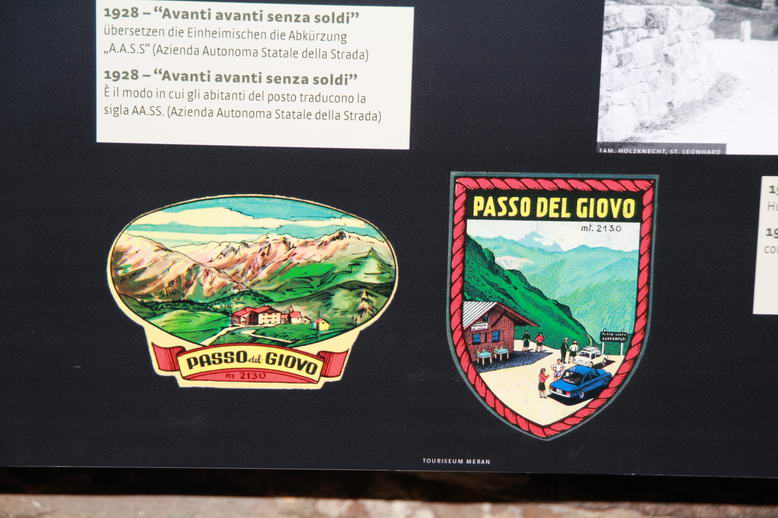 1928 – “Avanti avanti senza soldi”
übersetzen die Einheimischen die Abkürzung
„A.A.S.S“ (Azienda Autonoma Statale della Strada)
1928 – “Avanti avanti senza soldi”
È il modo in cui gli abitanti del posto traducono la
sigla AA.SS. (Azienda Autonoma Statale della Strada)
FAM. HOLZKNECHT, ST. LEONHARD
PASSO del GIOVO
m 2130
PASSO DEL GIOVO
mt. 2130
TOURISEUM MERAN